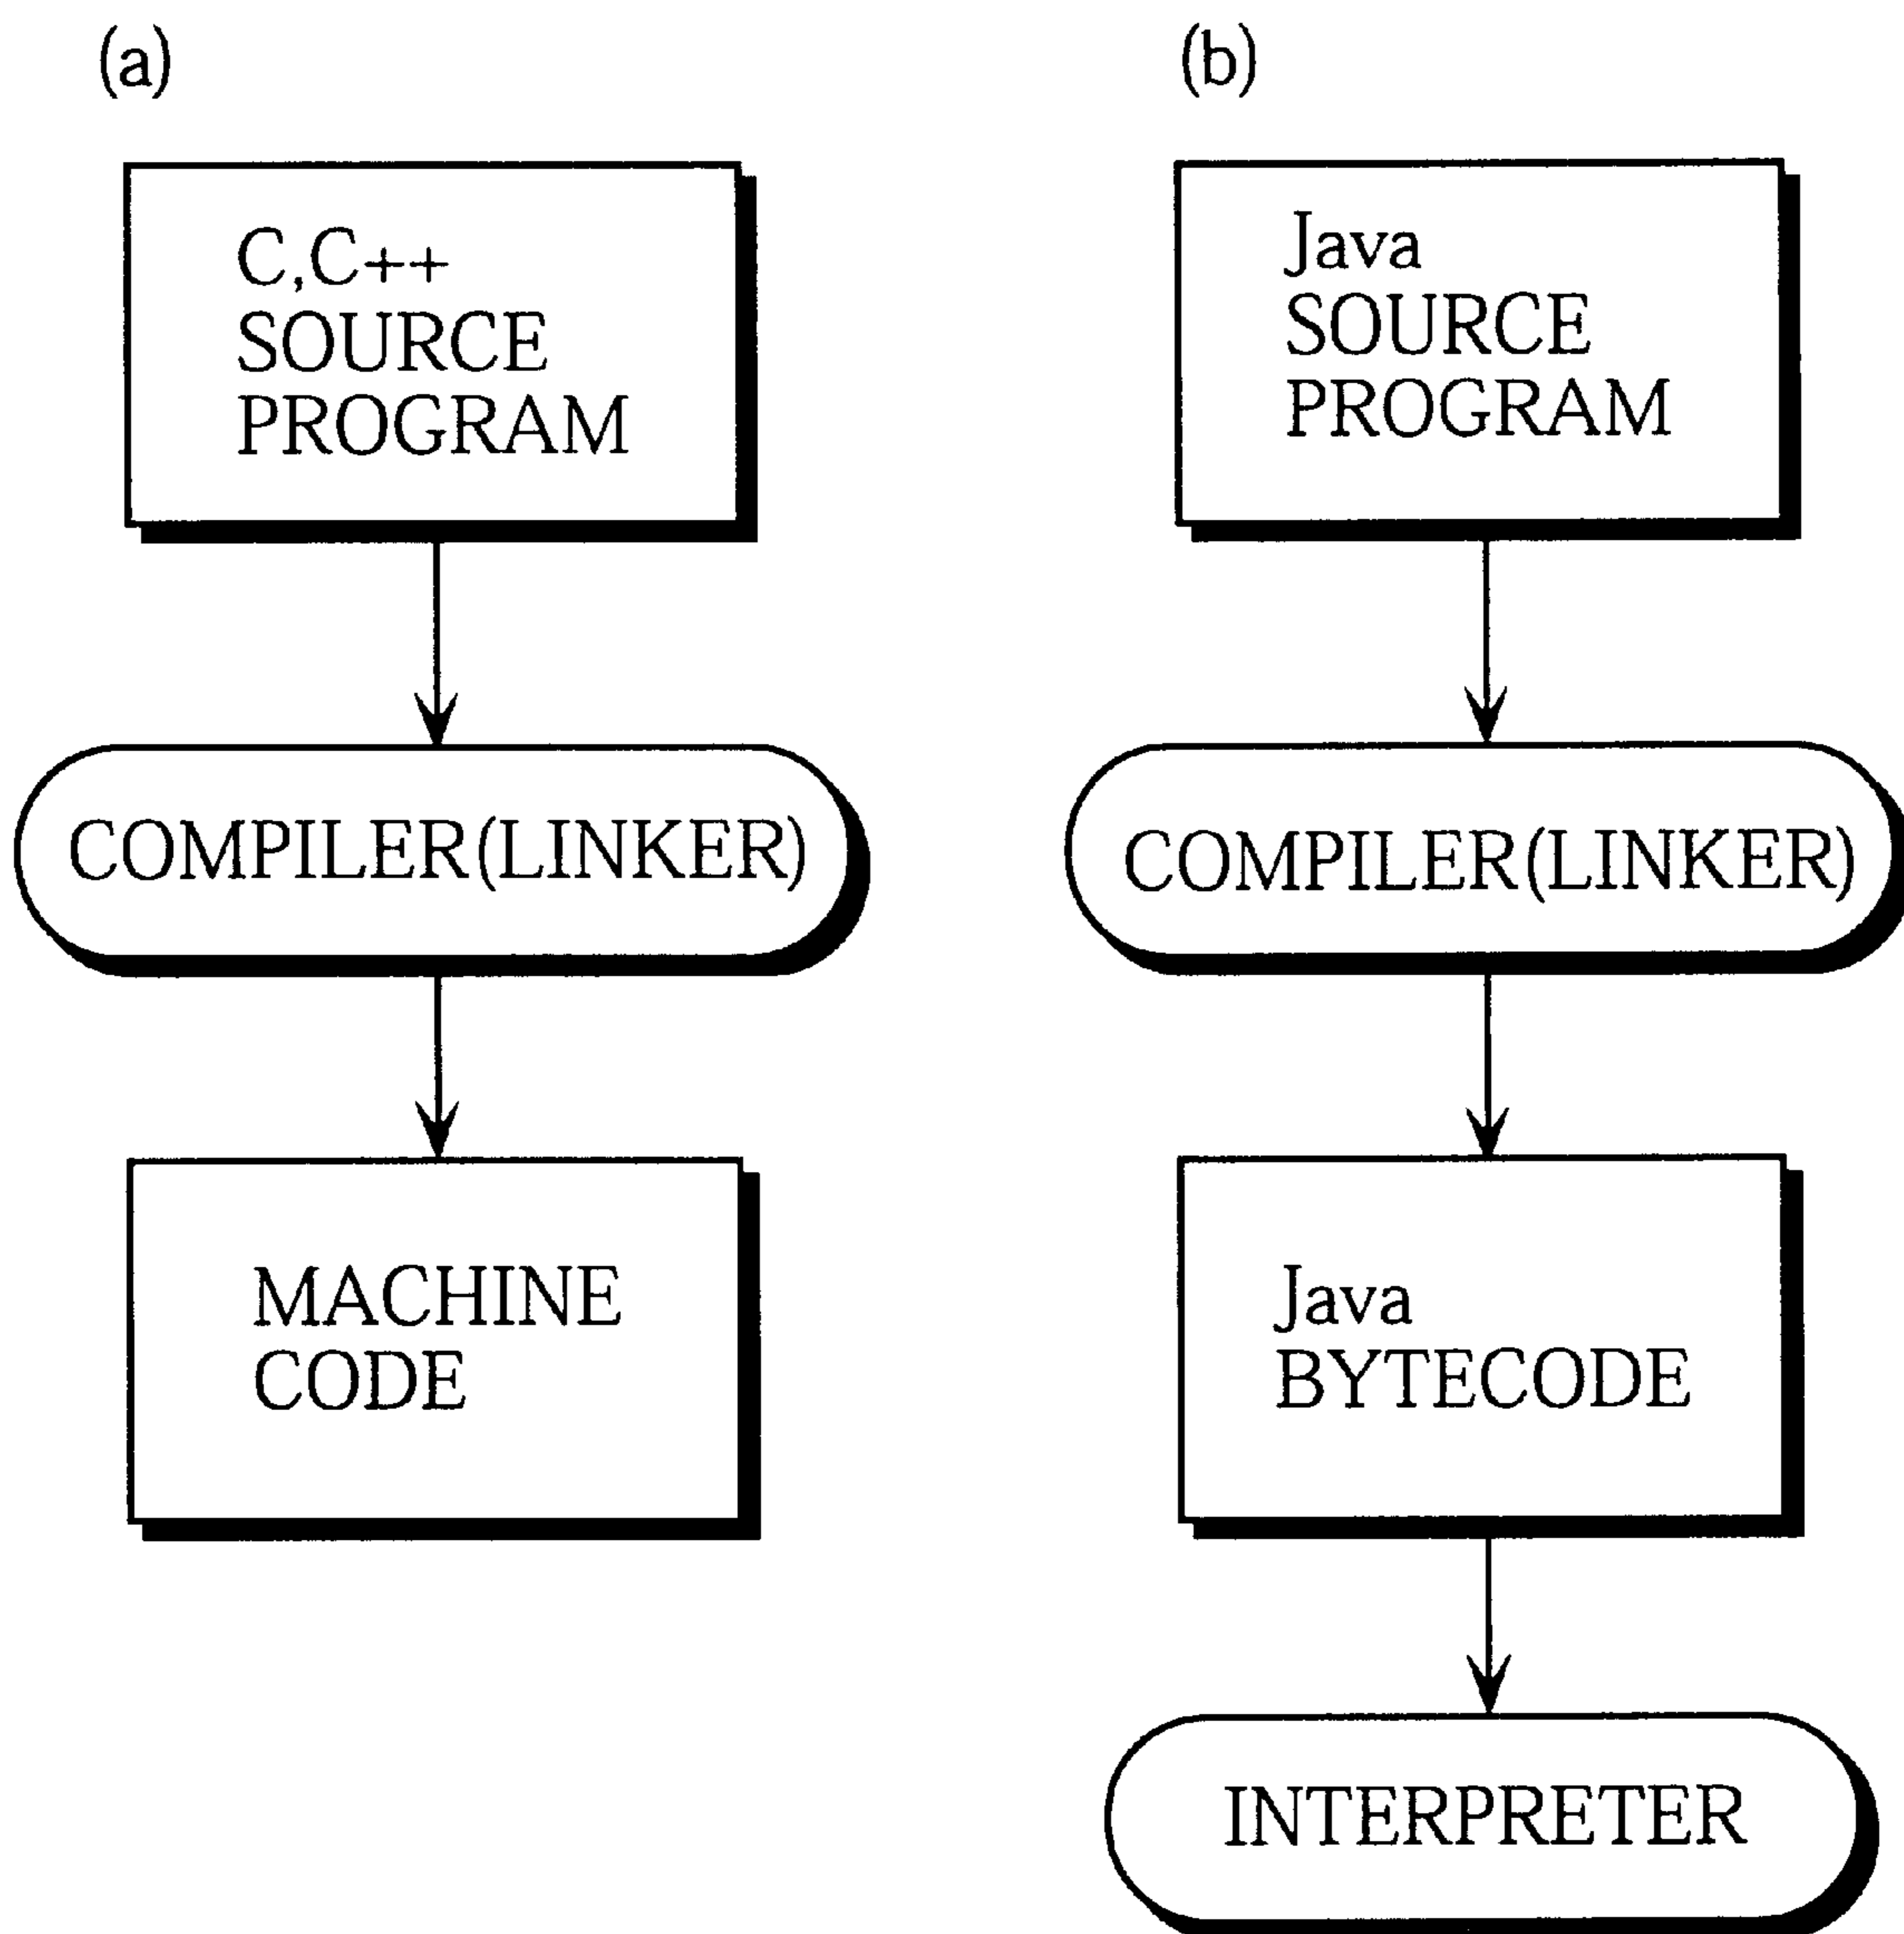 (a)
C,C++
SOURCE
PROGRAM
COMPILER(LINKER)
MACHINE
CODE
(b)
Java
SOURCE
PROGRAM
COMPILER(LINKER)
Java
BYTECODE
INTERPRETER